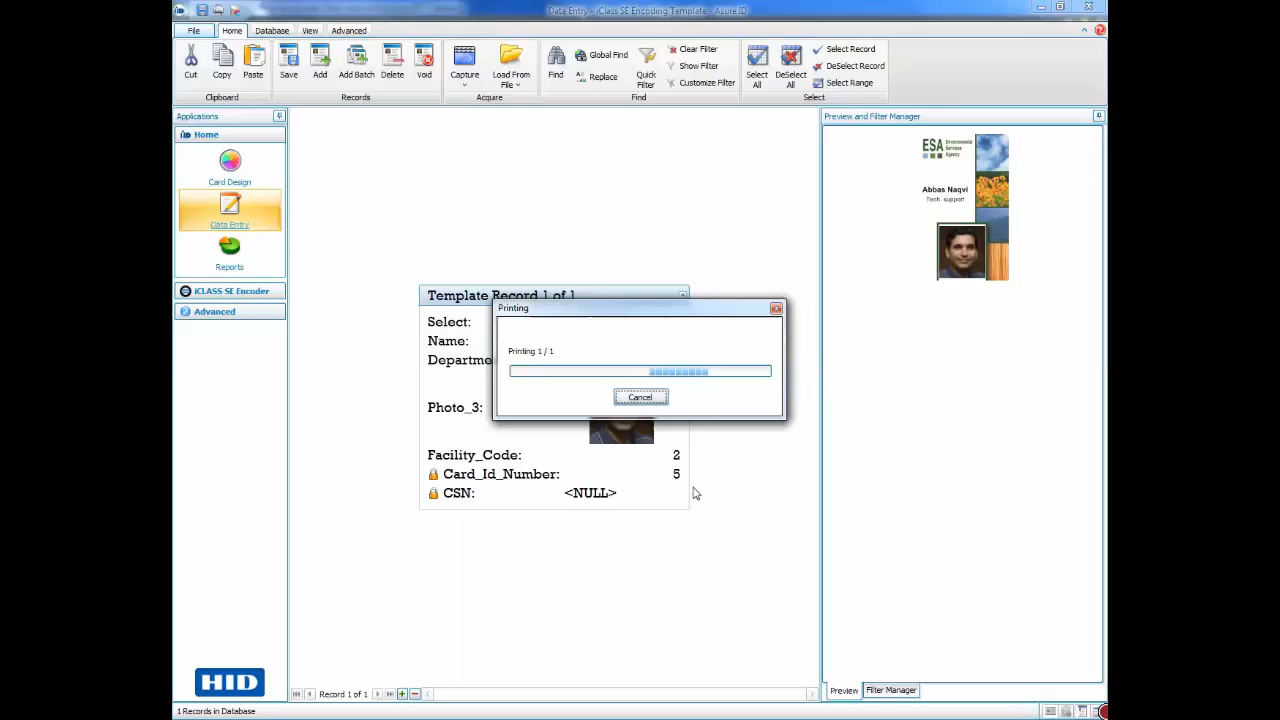 Data Entry - iClass SE Encoding Template - Asure ID
File Home Database View Advanced
Cut Copy Paste
Clipboard
Save Add Add Batch Delete Void
Records
Capture Load From File
Acquire
Find Global Find Replace Quick Filter Clear Filter Show Filter Customize Filter
Find
Select All DeSelect All Select Record DeSelect Record Select Range
Select
Applications
Home
Card Design
Data Entry
Reports
iCLASS SE Encoder
Advanced
HID
Template Record 1 of 1
Select:
Name:
Departme
Photo_3:
Facility_Code: 2
Card_Id_Number: 5
CSN: <NULL>
Printing
Printing 1 / 1
Cancel
Record 1 of 1
Preview and Filter Manager
ESA Environmental Services Agency
Abbas Naqvi
Tech. support
Preview Filter Manager
1 Records in Database